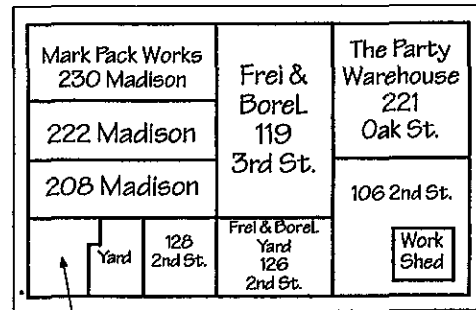 Mark Pack Works
230 Madison
222 Madison
208 Madison
Yard
128
2nd St.
Frei &
Borel
119
3rd St.
Frei & Borel
Yard
126
2nd St.
The Party
Warehouse
221
Oak St.
106 2nd St.
Work
Shed